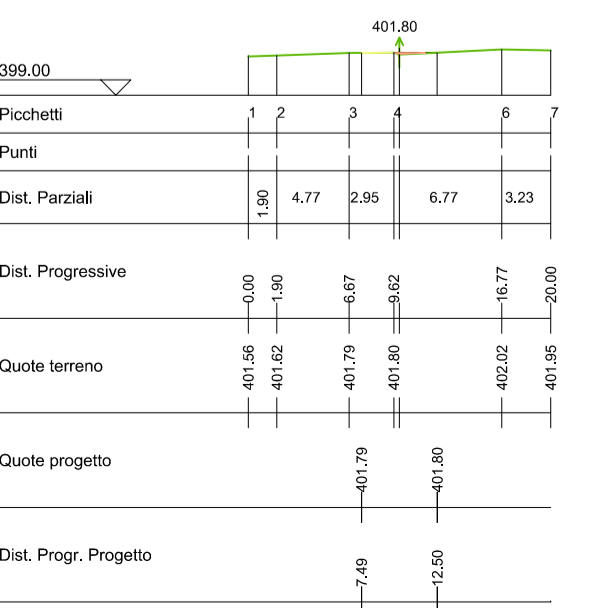 401.80
399.00
Picchetti 1 2 3 4 6 7
Punti
Dist. Parziali 1.90 4.77 2.95 6.77 3.23
Dist. Progressive 0.00 1.90 6.67 9.62 16.77 20.00
Quote terreno 401.56 401.62 401.79 401.80 402.02 401.95
Quote progetto 401.79 401.80
Dist. Progr. Progetto 7.49 12.50